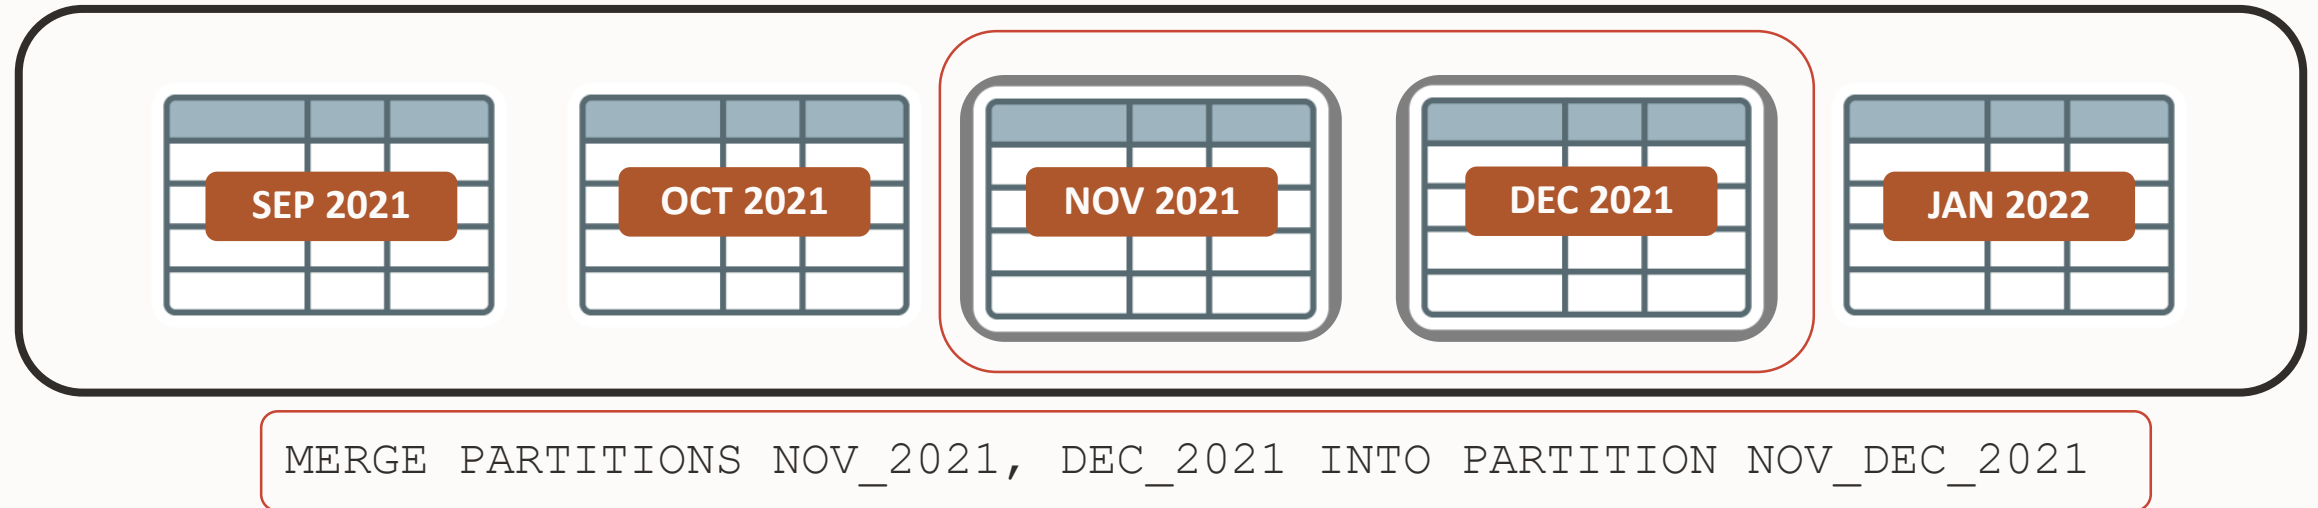 SEP 2021
OCT 2021
NOV 2021
DEC 2021
JAN 2022
MERGE PARTITIONS NOV_2021, DEC_2021 INTO PARTITION NOV_DEC_2021